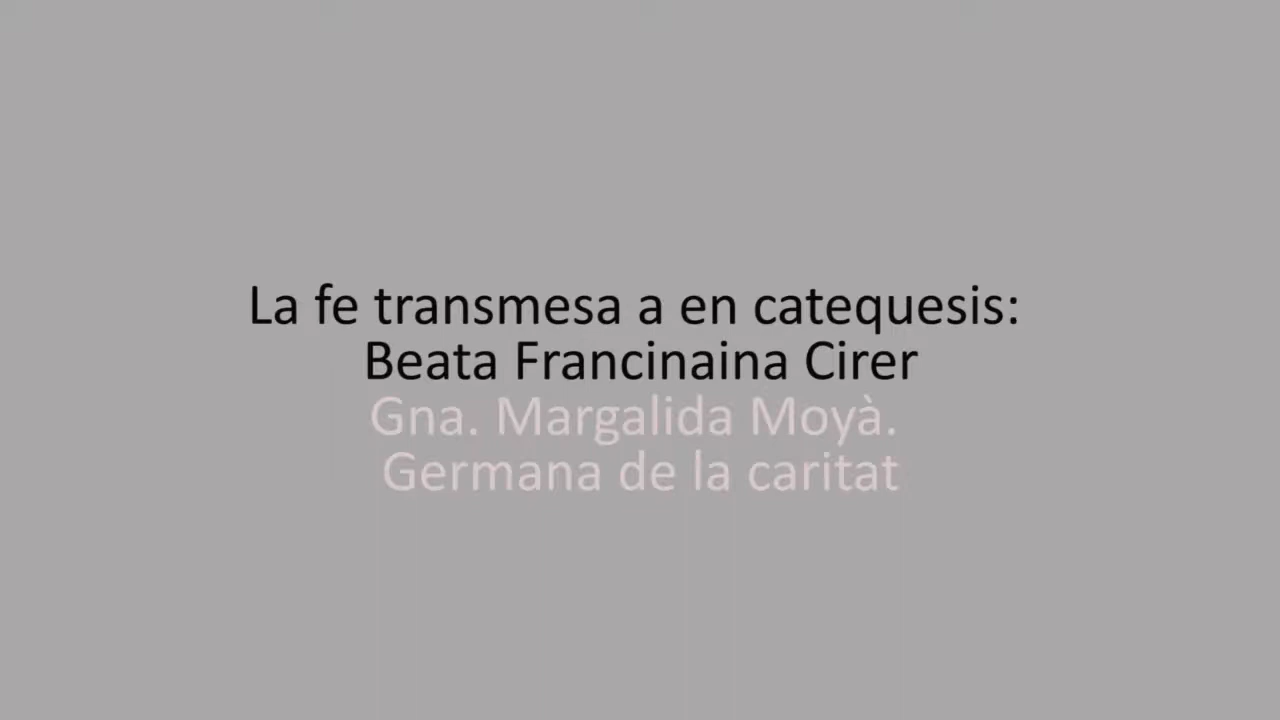 La fe transmesa a en catequesis:
Beata Francinaina Cirer
Gna. Margalida Moyà.
Germana de la caritat